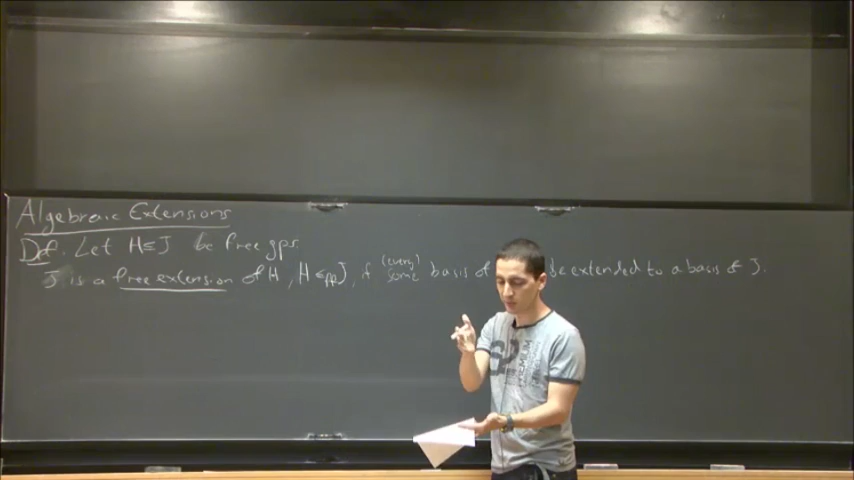 Algebraic Extensions
Def. Let H ≤ J be free gps.
J is a free extension of H, H ≤ff J, if (every) some basis of be extended to a basis of J.
PREMIUM